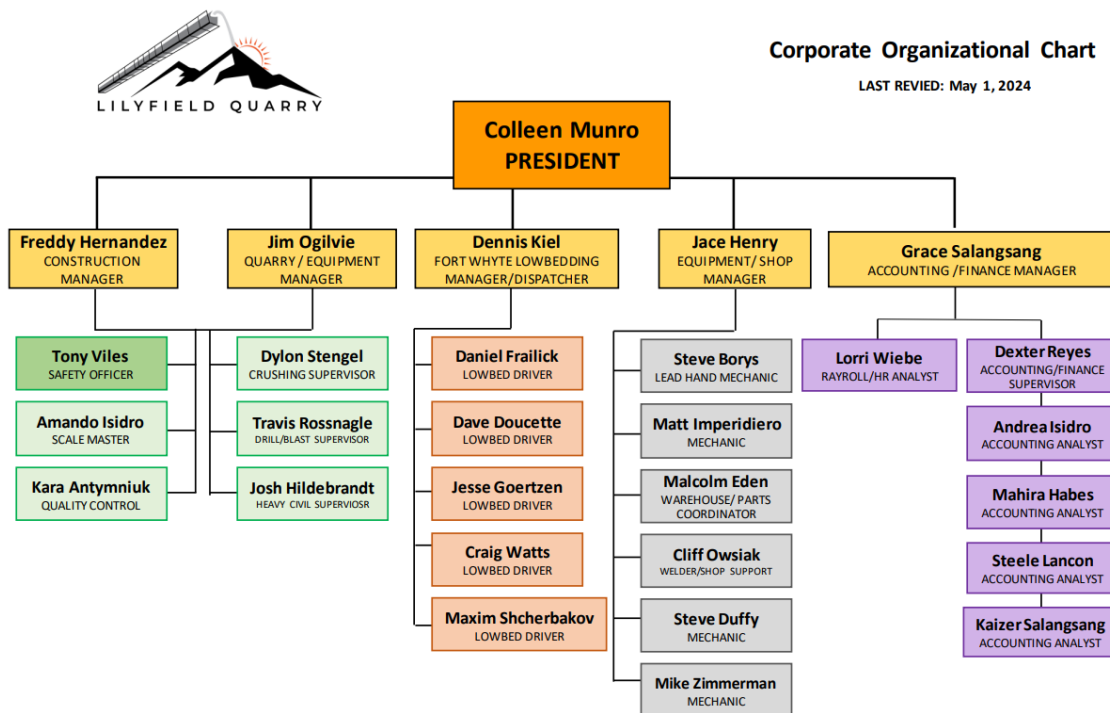 LILYFIELD QUARRY
Corporate Organizational Chart
LAST REVIED: May 1, 2024
Colleen Munro
PRESIDENT
Freddy Hernandez
CONSTRUCTION
MANAGER
Jim Ogilvie
QUARRY / EQUIPMENT
MANAGER
Dennis Kiel
FORT WHYTE LOWBEDDING
MANAGER/DISPATCHER
Jace Henry
EQUIPMENT/ SHOP
MANAGER
Grace Salangsang
ACCOUNTING /FINANCE MANAGER
Tony Viles
SAFETY OFFICER
Amando Isidro
SCALE MASTER
Kara Antymniuk
QUALITY CONTROL
Dylon Stengel
CRUSHING SUPERVISOR
Travis Rossnagle
DRILL/BLAST SUPERVISOR
Josh Hildebrandt
HEAVY CIVIL SUPERVIOSR
Daniel Frailick
LOWBED DRIVER
Dave Doucette
LOWBED DRIVER
Jesse Goertzen
LOWBED DRIVER
Craig Watts
LOWBED DRIVER
Maxim Shcherbakov
LOWBED DRIVER
Steve Borys
LEAD HAND MECHANIC
Matt Imperidiero
MECHANIC
Malcolm Eden
WAREHOUSE/ PARTS
COORDINATOR
Cliff Owsiak
WELDER/SHOP SUPPORT
Steve Duffy
MECHANIC
Mike Zimmerman
MECHANIC
Lorri Wiebe
RAYROLL/HR ANALYST
Dexter Reyes
ACCOUNTING/FINANCE
SUPERVISOR
Andrea Isidro
ACCOUNTING ANALYST
Mahira Habes
ACCOUNTING ANALYST
Steele Lancon
ACCOUNTING ANALYST
Kaizer Salangsang
ACCOUNTING ANALYST